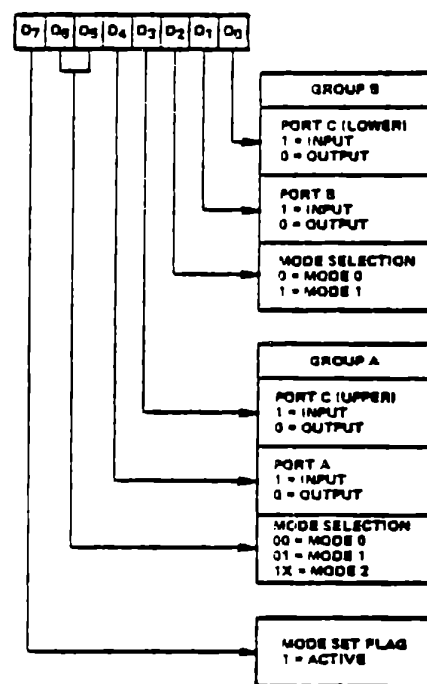 D7 D6 D5 D4 D3 D2 D1 D0
GROUP B
PORT C (LOWER)
1 = INPUT
0 = OUTPUT
PORT B
1 = INPUT
0 = OUTPUT
MODE SELECTION
0 = MODE 0
1 = MODE 1
GROUP A
PORT C (UPPER)
1 = INPUT
0 = OUTPUT
PORT A
1 = INPUT
0 = OUTPUT
MODE SELECTION
00 = MODE 0
01 = MODE 1
1X = MODE 2
MODE SET FLAG
1 = ACTIVE